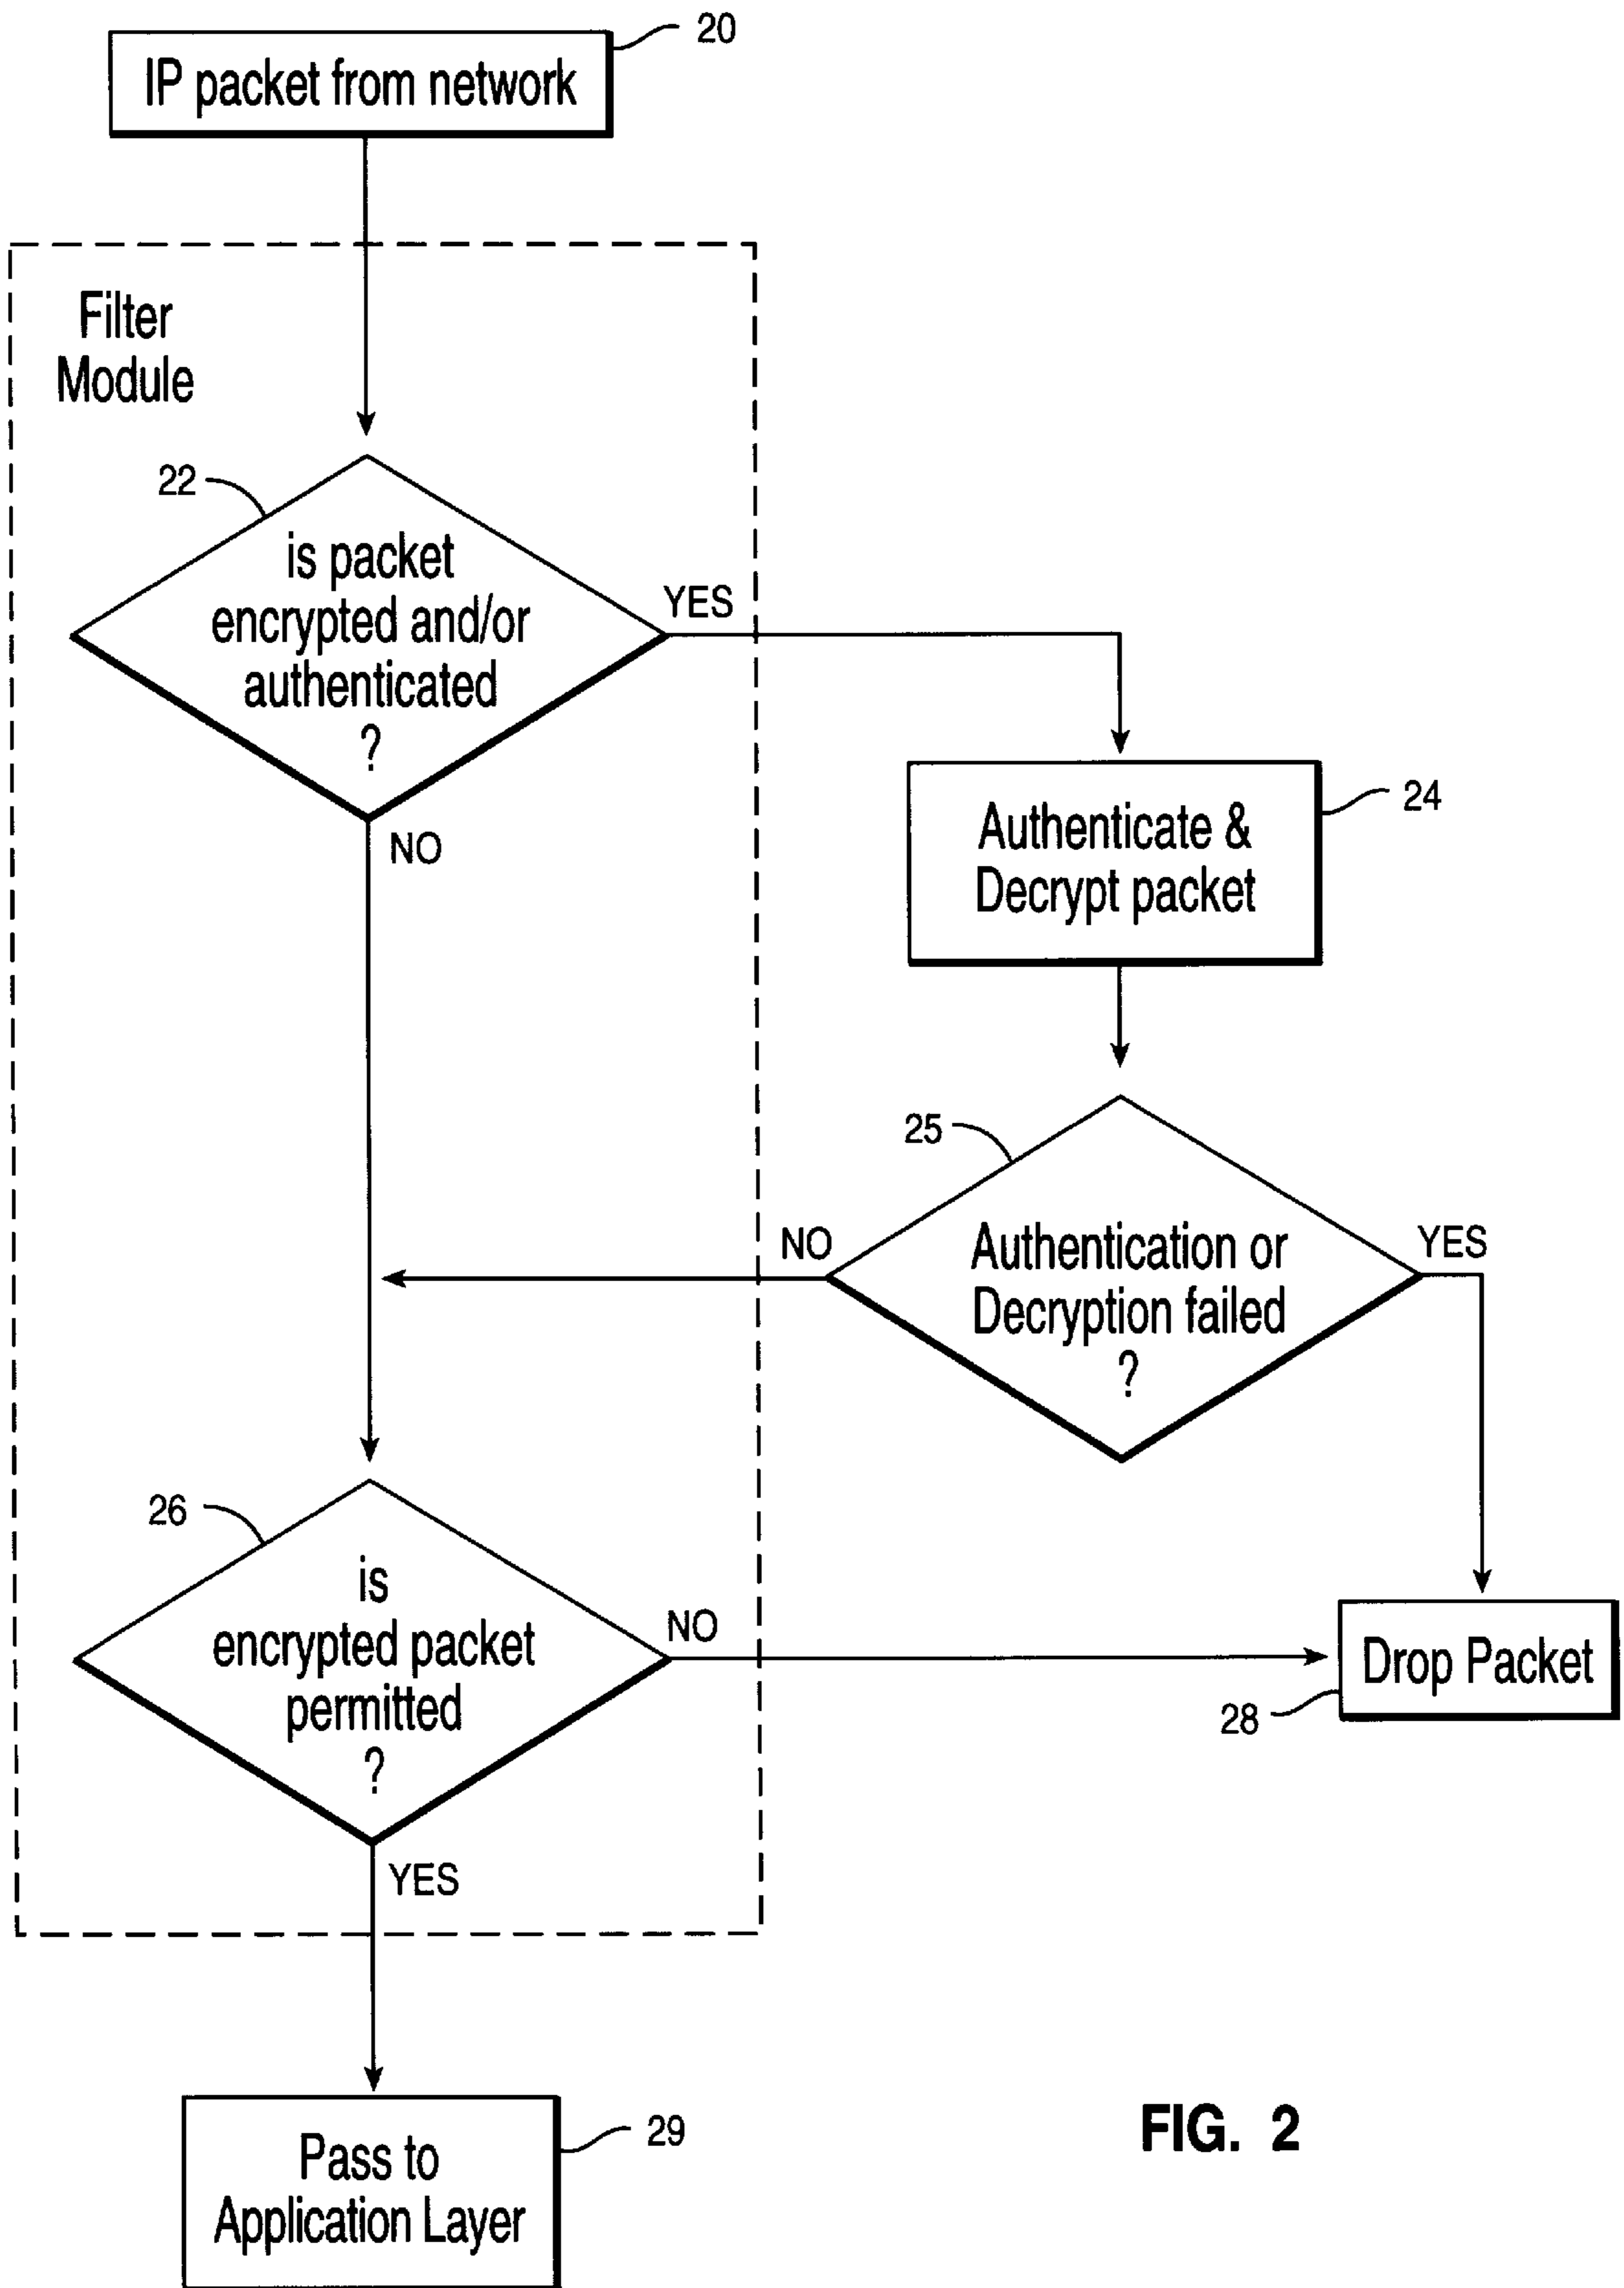 20
IP packet from network
Filter
Module
22
is packet
encrypted and/or
authenticated
?
YES
NO
24
Authenticate &
Decrypt packet
25
Authentication or
Decryption failed
?
NO
YES
26
is
encrypted packet
permitted
?
NO
YES
Drop Packet
28
29
Pass to
Application Layer
FIG. 2